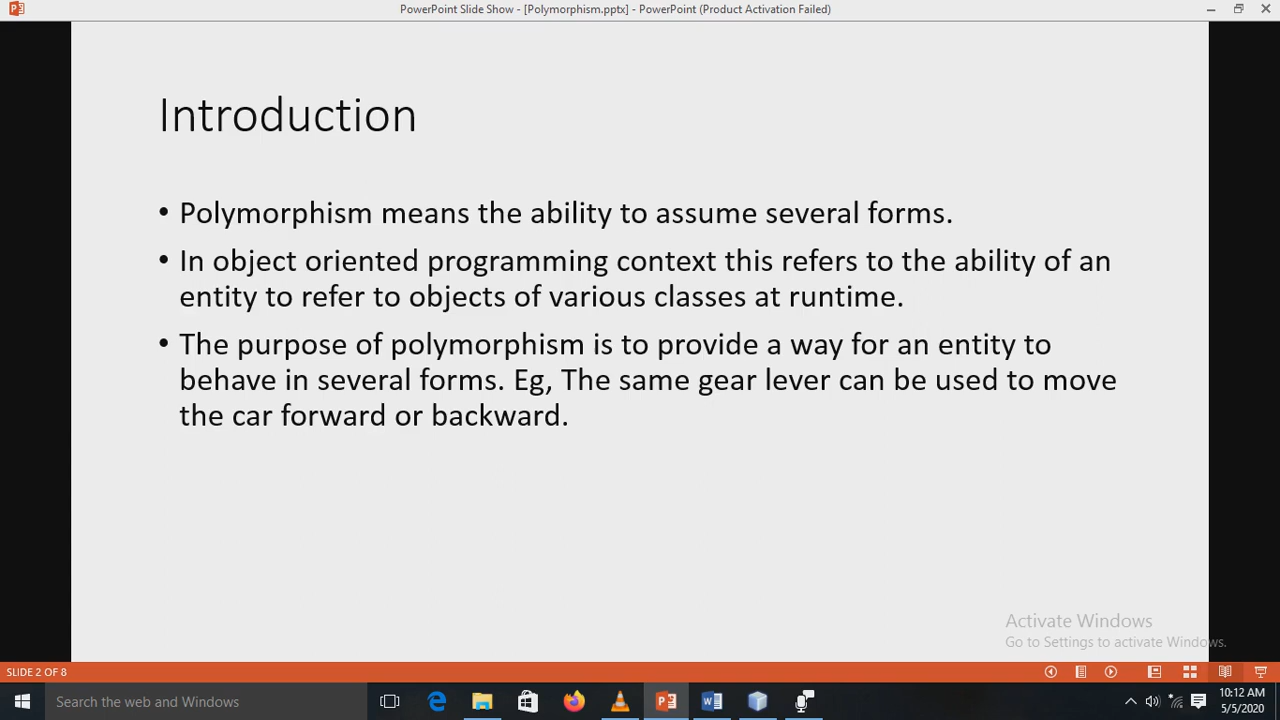 PowerPoint Slide Show - [Polymorphism.pptx] - PowerPoint (Product Activation Failed)
Introduction
• Polymorphism means the ability to assume several forms.
• In object oriented programming context this refers to the ability of an
entity to refer to objects of various classes at runtime.
• The purpose of polymorphism is to provide a way for an entity to
behave in several forms. Eg, The same gear lever can be used to move
the car forward or backward.
Activate Windows
Go to Settings to activate Windows.
SLIDE 2 OF 8
Search the web and Windows
10:12 AM
5/5/2020